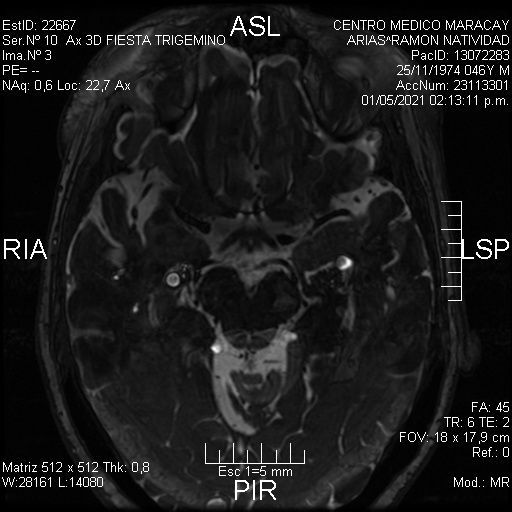 EstID: 22667
Ser.Nº 10 Ax 3D FIESTA TRIGEMINO
Ima.Nº 3
PE= --
NAq: 0,6 Loc: 22,7 Ax
ASL
CENTRO MEDICO MARACAY
ARIAS^RAMON NATIVIDAD
PacID: 13072283
25/11/1974 046Y M
AccNum: 23113301
01/05/2021 02:13:11 p.m.
RIA
LSP
Matriz 512 x 512 Thk: 0,8
W:28161 L:14080
Esc 1=5 mm
PIR
FA: 45
TR: 6 TE: 2
FOV: 18 x 17,9 cm
Ref.: 0
Mod.: MR